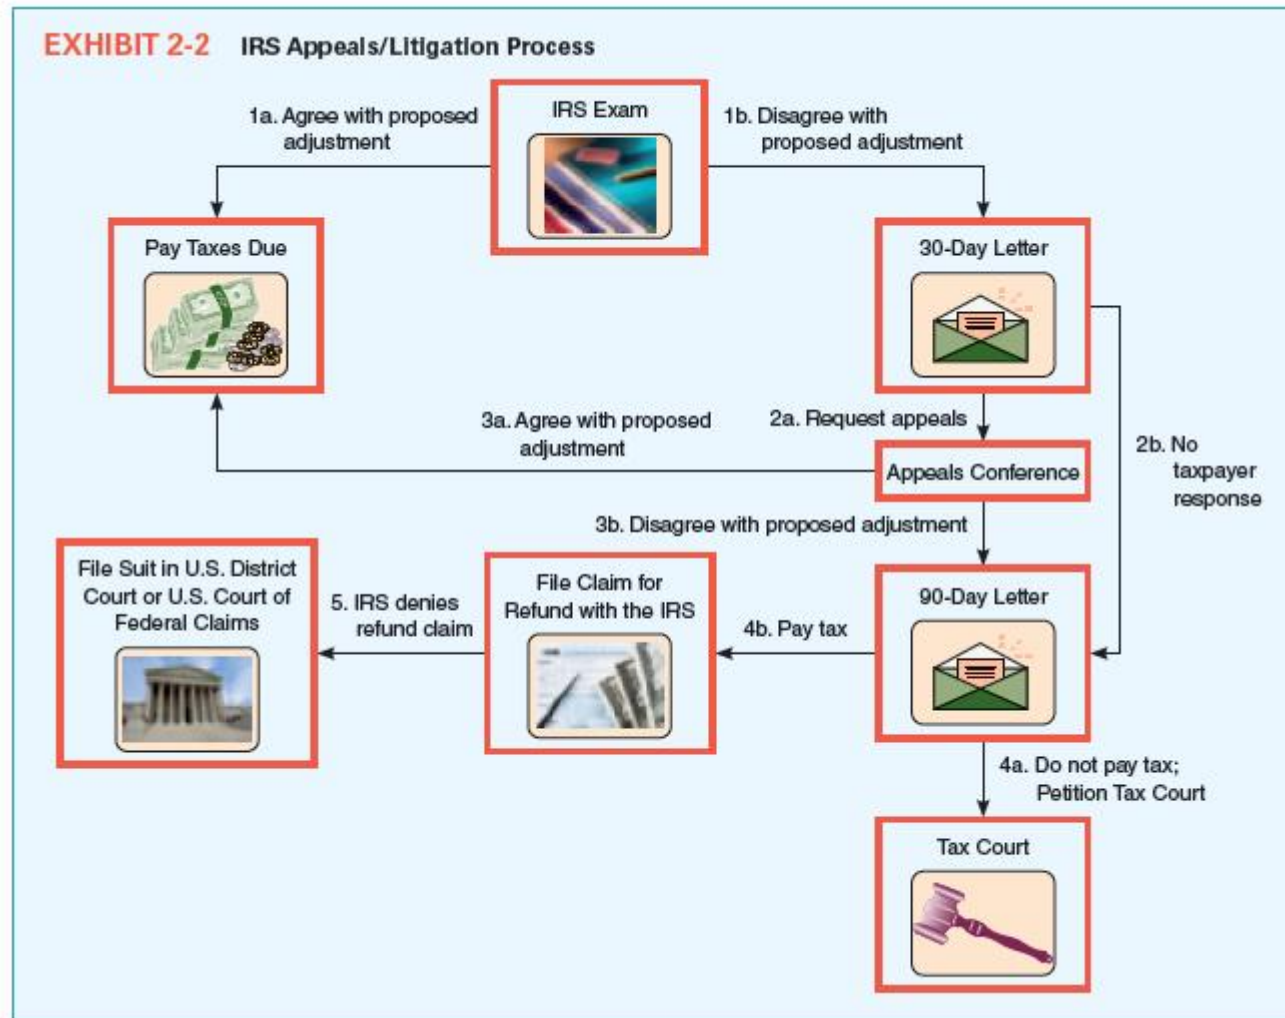 EXHIBIT 2-2 IRS Appeals/Litigation Process
1a. Agree with proposed
adjustment
IRS Exam
1b. Disagree with
proposed adjustment
Pay Taxes Due
30-Day Letter
3a. Agree with proposed
adjustment
2a. Request appeals
2b. No
taxpayer
response
Appeals Conference
3b. Disagree with proposed adjustment
File Suit in U.S. District
Court or U.S. Court of
Federal Claims
5. IRS denies
refund claim
File Claim for
Refund with the IRS
4b. Pay tax
90-Day Letter
4a. Do not pay tax;
Petition Tax Court
Tax Court